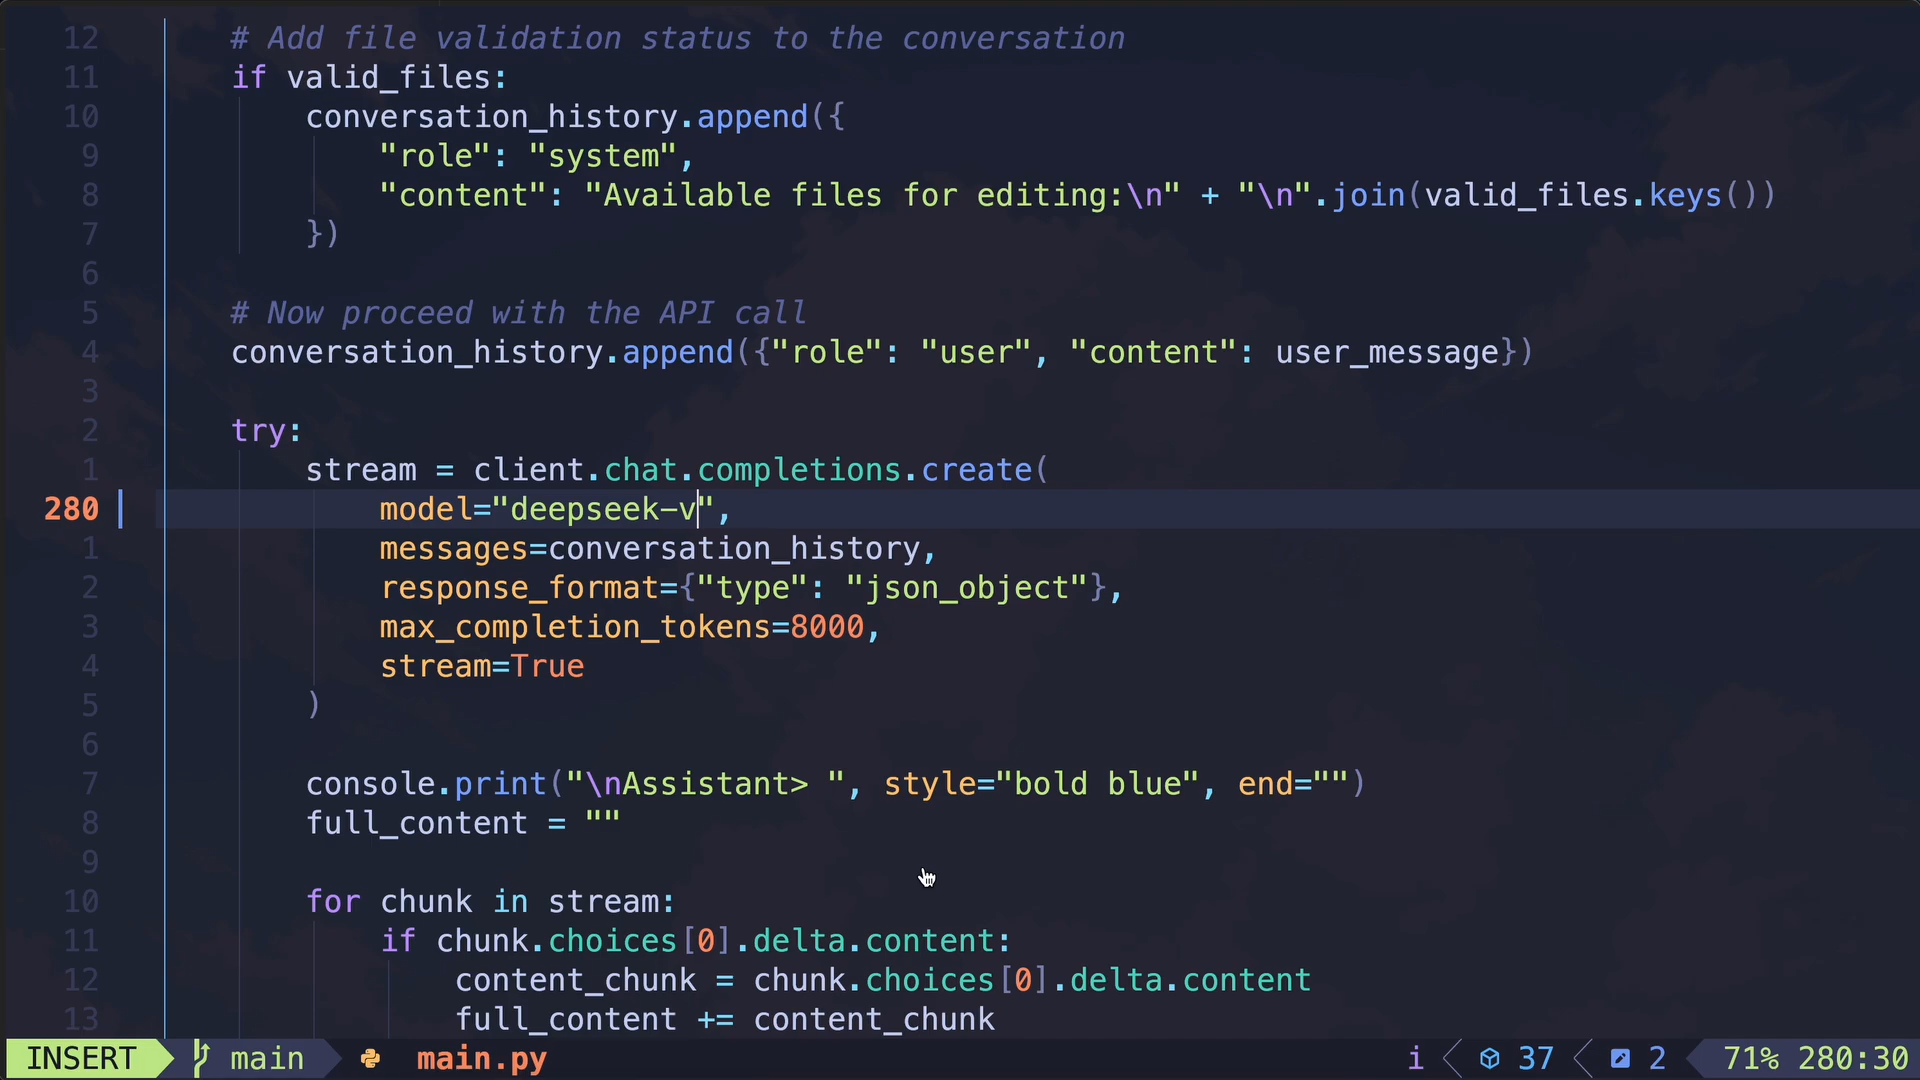 12 # Add file validation status to the conversation
11 if valid_files:
10 conversation_history.append({
9 "role": "system",
8 "content": "Available files for editing:\n" + "\n".join(valid_files.keys())
7 })
6
5 # Now proceed with the API call
4 conversation_history.append({"role": "user", "content": user_message})
3
2 try:
1 stream = client.chat.completions.create(
280 model="deepseek-v",
1 messages=conversation_history,
2 response_format={"type": "json_object"},
3 max_completion_tokens=8000,
4 stream=True
5 )
6
7 console.print("\nAssistant> ", style="bold blue", end="")
8 full_content = ""
9
10 for chunk in stream:
11 if chunk.choices[0].delta.content:
12 content_chunk = chunk.choices[0].delta.content
13 full_content += content_chunk
INSERT main main.py i 37 2 71% 280:30